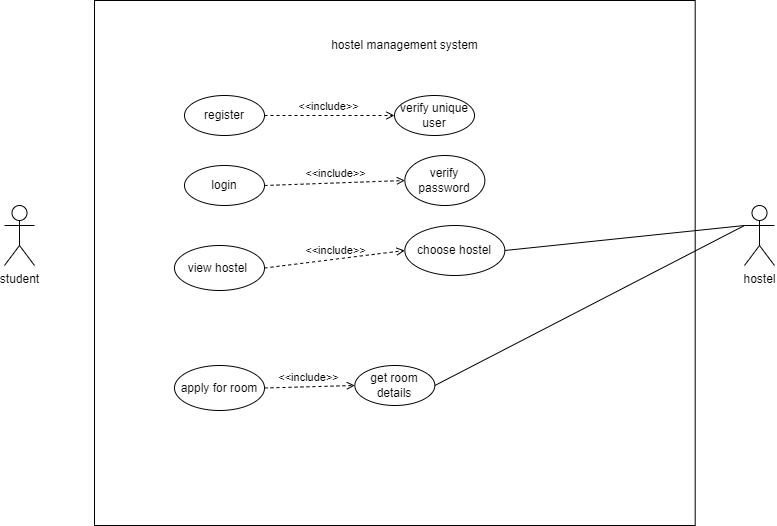 hostel management system
register
<<include>>
verify unique
user
login
<<include>>
verify
password
view hostel
<<include>>
choose hostel
student
hostel
apply for room
<<include>>
get room
details